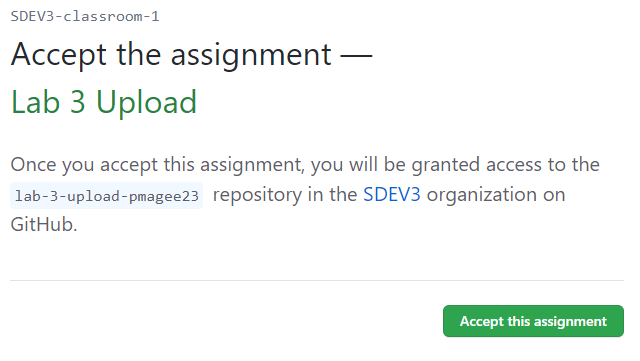 SDEV3-classroom-1
Accept the assignment —
Lab 3 Upload
Once you accept this assignment, you will be granted access to the
lab-3-upload-pmagee23 repository in the SDEV3 organization on
GitHub.
Accept this assignment